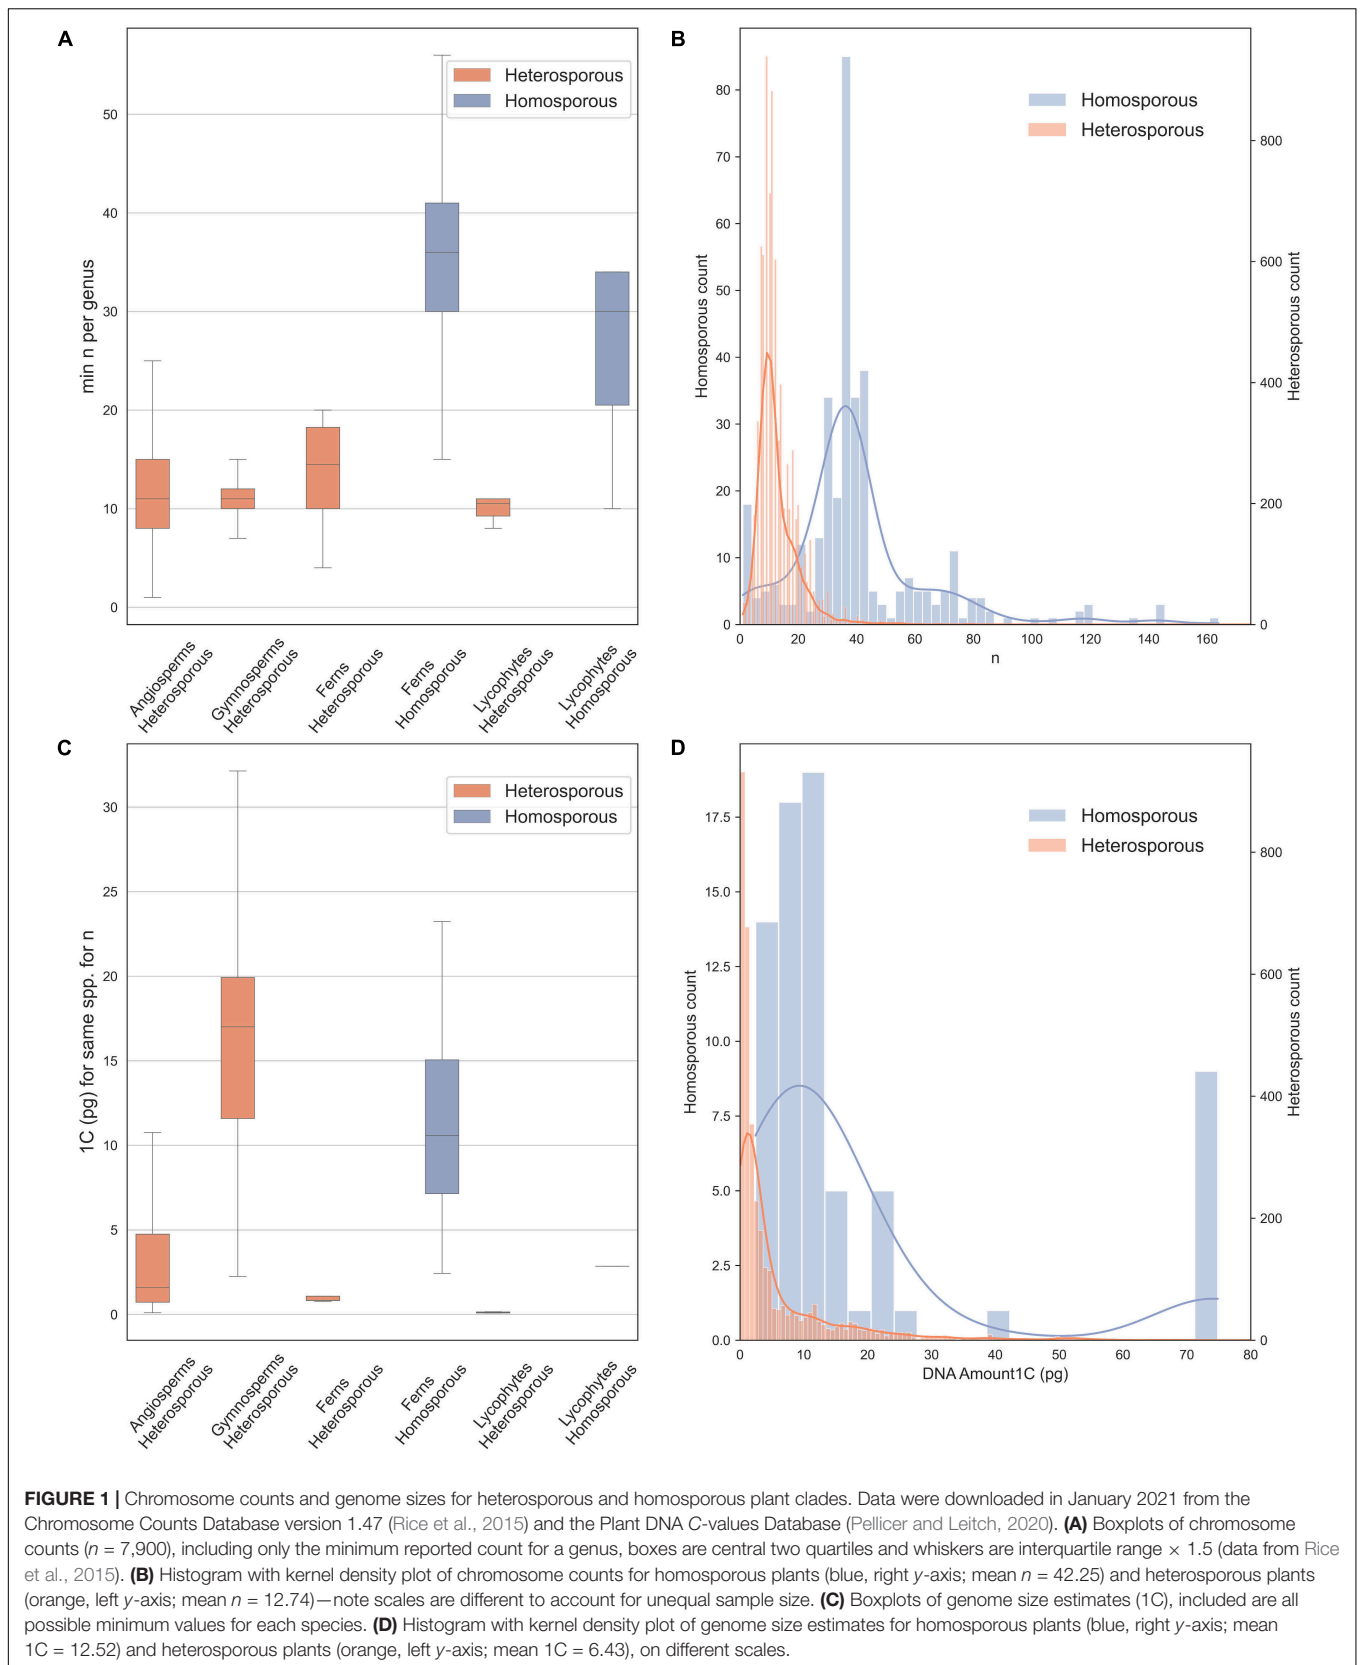 A
Heterosporous
Homosporous
min n per genus
50
40
30
20
10
0
Angiosperms
Heterosporous
Gymnosperms
Heterosporous
Ferns
Heterosporous
Ferns
Homosporous
Lycophytes
Heterosporous
Lycophytes
Homosporous
B
Homosporous
Heterosporous
Homosporous count
80
70
60
50
40
30
20
10
0
Heterosporous count
800
600
400
200
0
0 20 40 60 80 100 120 140 160
n
C
Heterosporous
Homosporous
1C (pg) for same spp. for n
30
25
20
15
10
5
0
Angiosperms
Heterosporous
Gymnosperms
Heterosporous
Ferns
Heterosporous
Ferns
Homosporous
Lycophytes
Heterosporous
Lycophytes
Homosporous
D
Homosporous
Heterosporous
Homosporous count
17.5
15.0
12.5
10.0
7.5
5.0
2.5
0.0
Heterosporous count
800
600
400
200
0
0 10 20 30 40 50 60 70 80
DNA Amount1C (pg)
FIGURE 1 | Chromosome counts and genome sizes for heterosporous and homosporous plant clades. Data were downloaded in January 2021 from the
Chromosome Counts Database version 1.47 (Rice et al., 2015) and the Plant DNA C-values Database (Pellicer and Leitch, 2020). (A) Boxplots of chromosome
counts (n = 7,900), including only the minimum reported count for a genus, boxes are central two quartiles and whiskers are interquartile range × 1.5 (data from Rice
et al., 2015). (B) Histogram with kernel density plot of chromosome counts for homosporous plants (blue, right y-axis; mean n = 42.25) and heterosporous plants
(orange, left y-axis; mean n = 12.74)—note scales are different to account for unequal sample size. (C) Boxplots of genome size estimates (1C), included are all
possible minimum values for each species. (D) Histogram with kernel density plot of genome size estimates for homosporous plants (blue, right y-axis; mean
1C = 12.52) and heterosporous plants (orange, left y-axis; mean 1C = 6.43), on different scales.